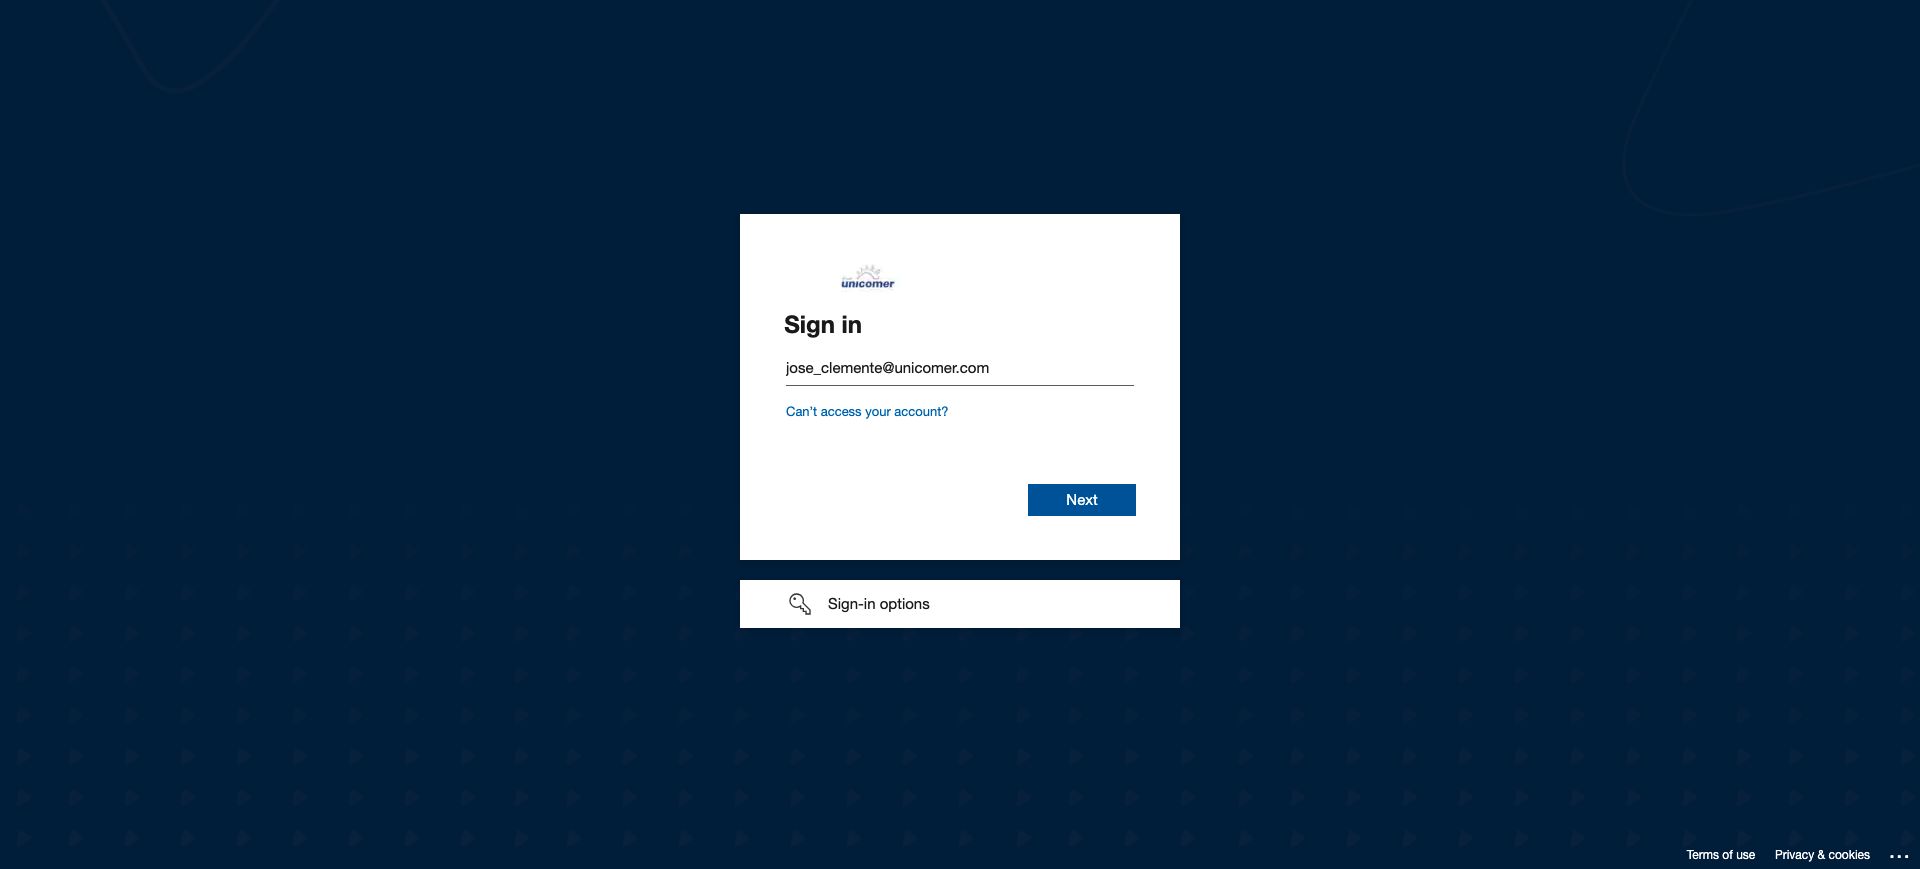 unicomer
Sign in
jose_clemente@unicomer.com
Can't access your account?
Next
Sign-in options
Terms of use Privacy & cookies ...